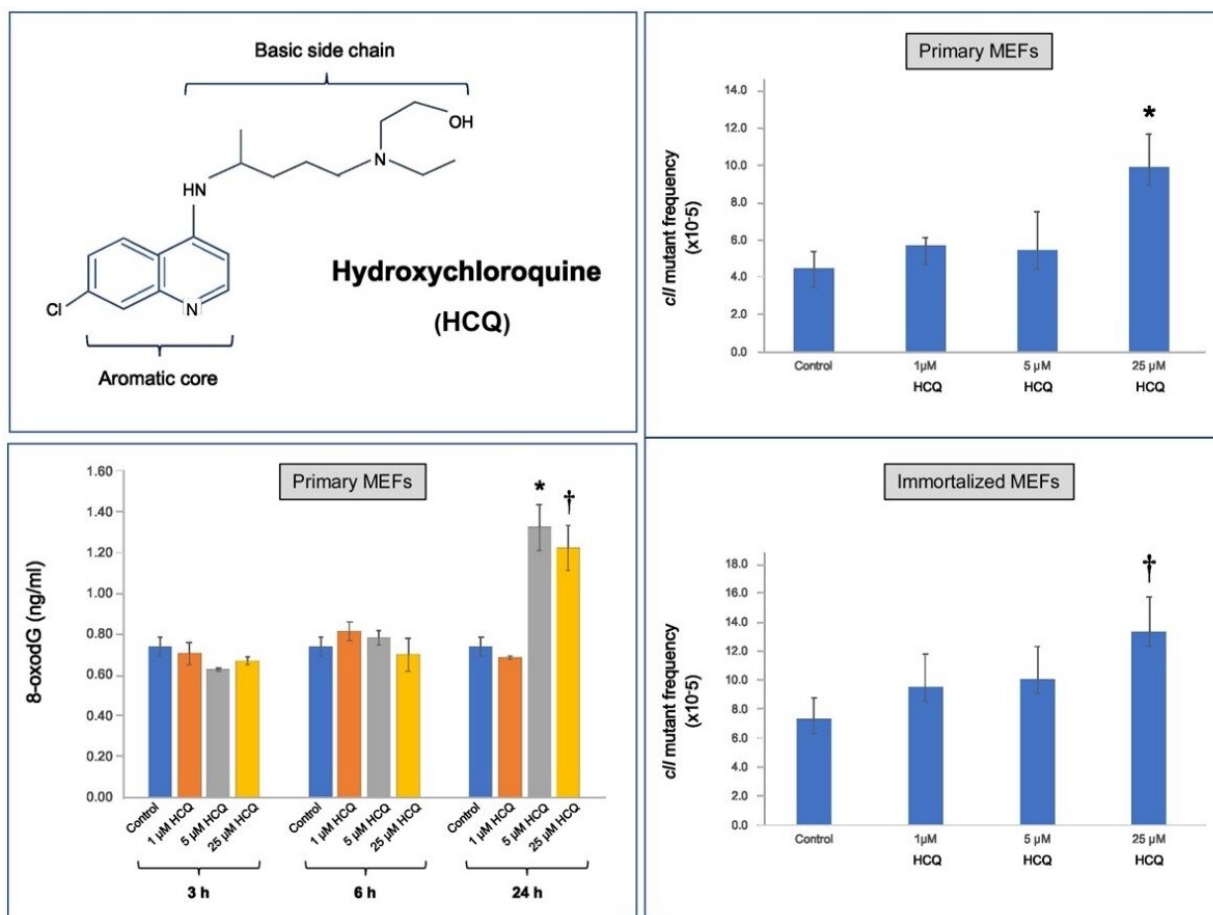 Basic side chain
OH
N
HN
Cl
N
Hydroxychloroquine
(HCQ)
Aromatic core
Primary MEFs
cII mutant frequency
(x10-5)
14.0
12.0
*
10.0
8.0
6.0
4.0
2.0
0.0
Control 1µM 5 µM 25 µM
HCQ HCQ HCQ
Primary MEFs
8-oxodG (ng/ml)
1.60
1.40
* †
1.20
1.00
0.80
0.60
0.40
0.20
0.00
Control 1 µM HCQ 5 µM HCQ 25 µM HCQ Control 1 µM HCQ 5 µM HCQ 25 µM HCQ Control 1 µM HCQ 5 µM HCQ 25 µM HCQ
3 h 6 h 24 h
Immortalized MEFs
cII mutant frequency
(x10-5)
18.0
†
16.0
14.0
12.0
10.0
8.0
6.0
4.0
2.0
0.0
Control 1µM 5 µM 25 µM
HCQ HCQ HCQ